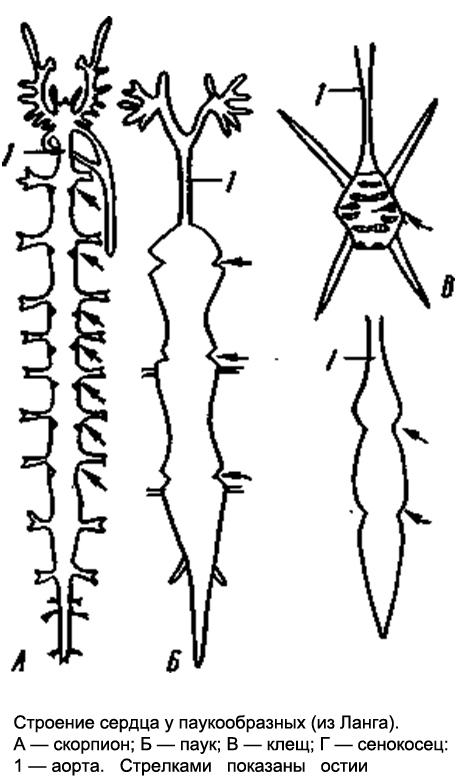 1
1
1
А
Б
В
1
Строение сердца у паукообразных (из Ланга).
А — скорпион; Б — паук; В — клещ; Г — сенокосец:
1 — аорта. Стрелками показаны остии